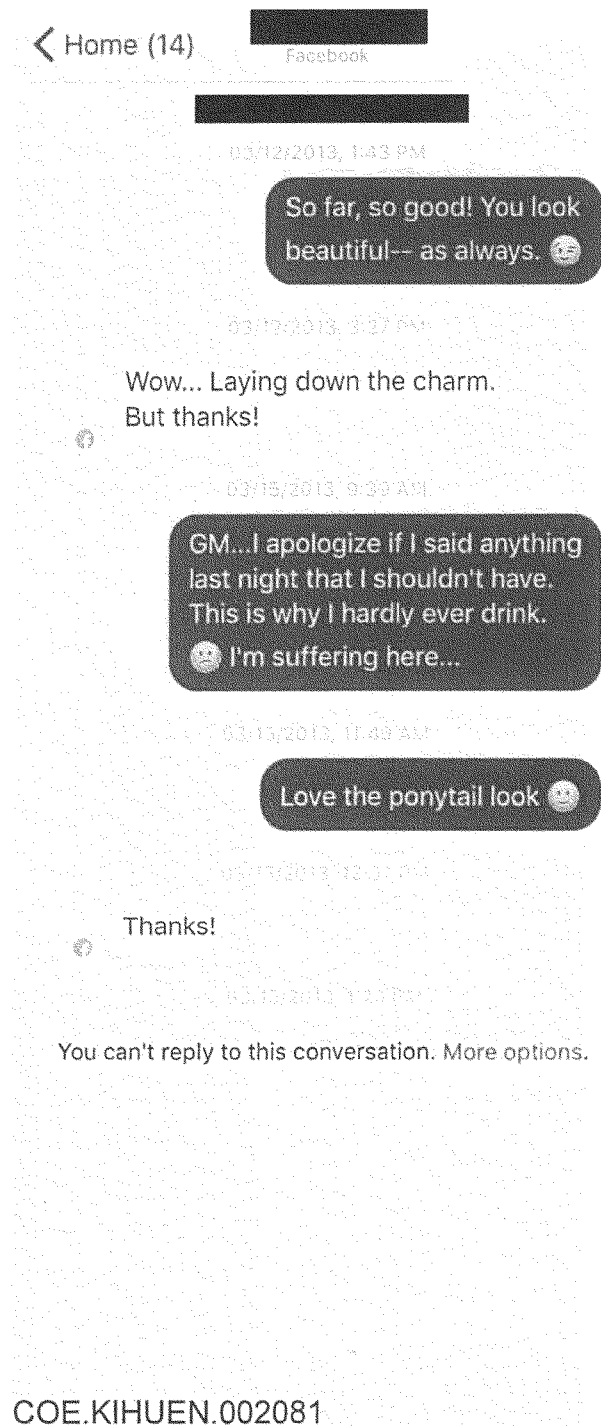 Home (14)
Facebook
03/12/2013, 1:43 PM
So far, so good! You look
beautiful-- as always.
PM
Wow... Laying down the charm.
But thanks!
03/15/2013, 9:39 AM
GM...I apologize if I said anything
last night that I shouldn't have.
This is why I hardly ever drink.
I'm suffering here...
AM
Love the ponytail look
Thanks!
You can't reply to this conversation. More options.
COE.KIHUEN.002081